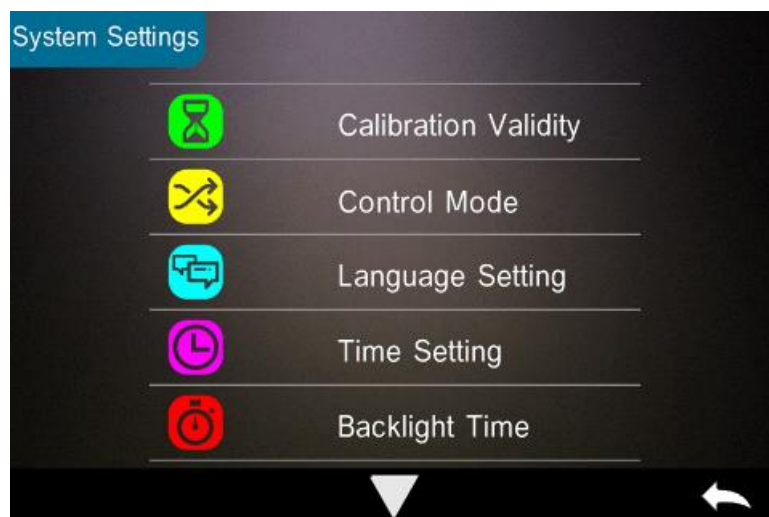 System Settings
Calibration Validity
Control Mode
Language Setting
Time Setting
Backlight Time